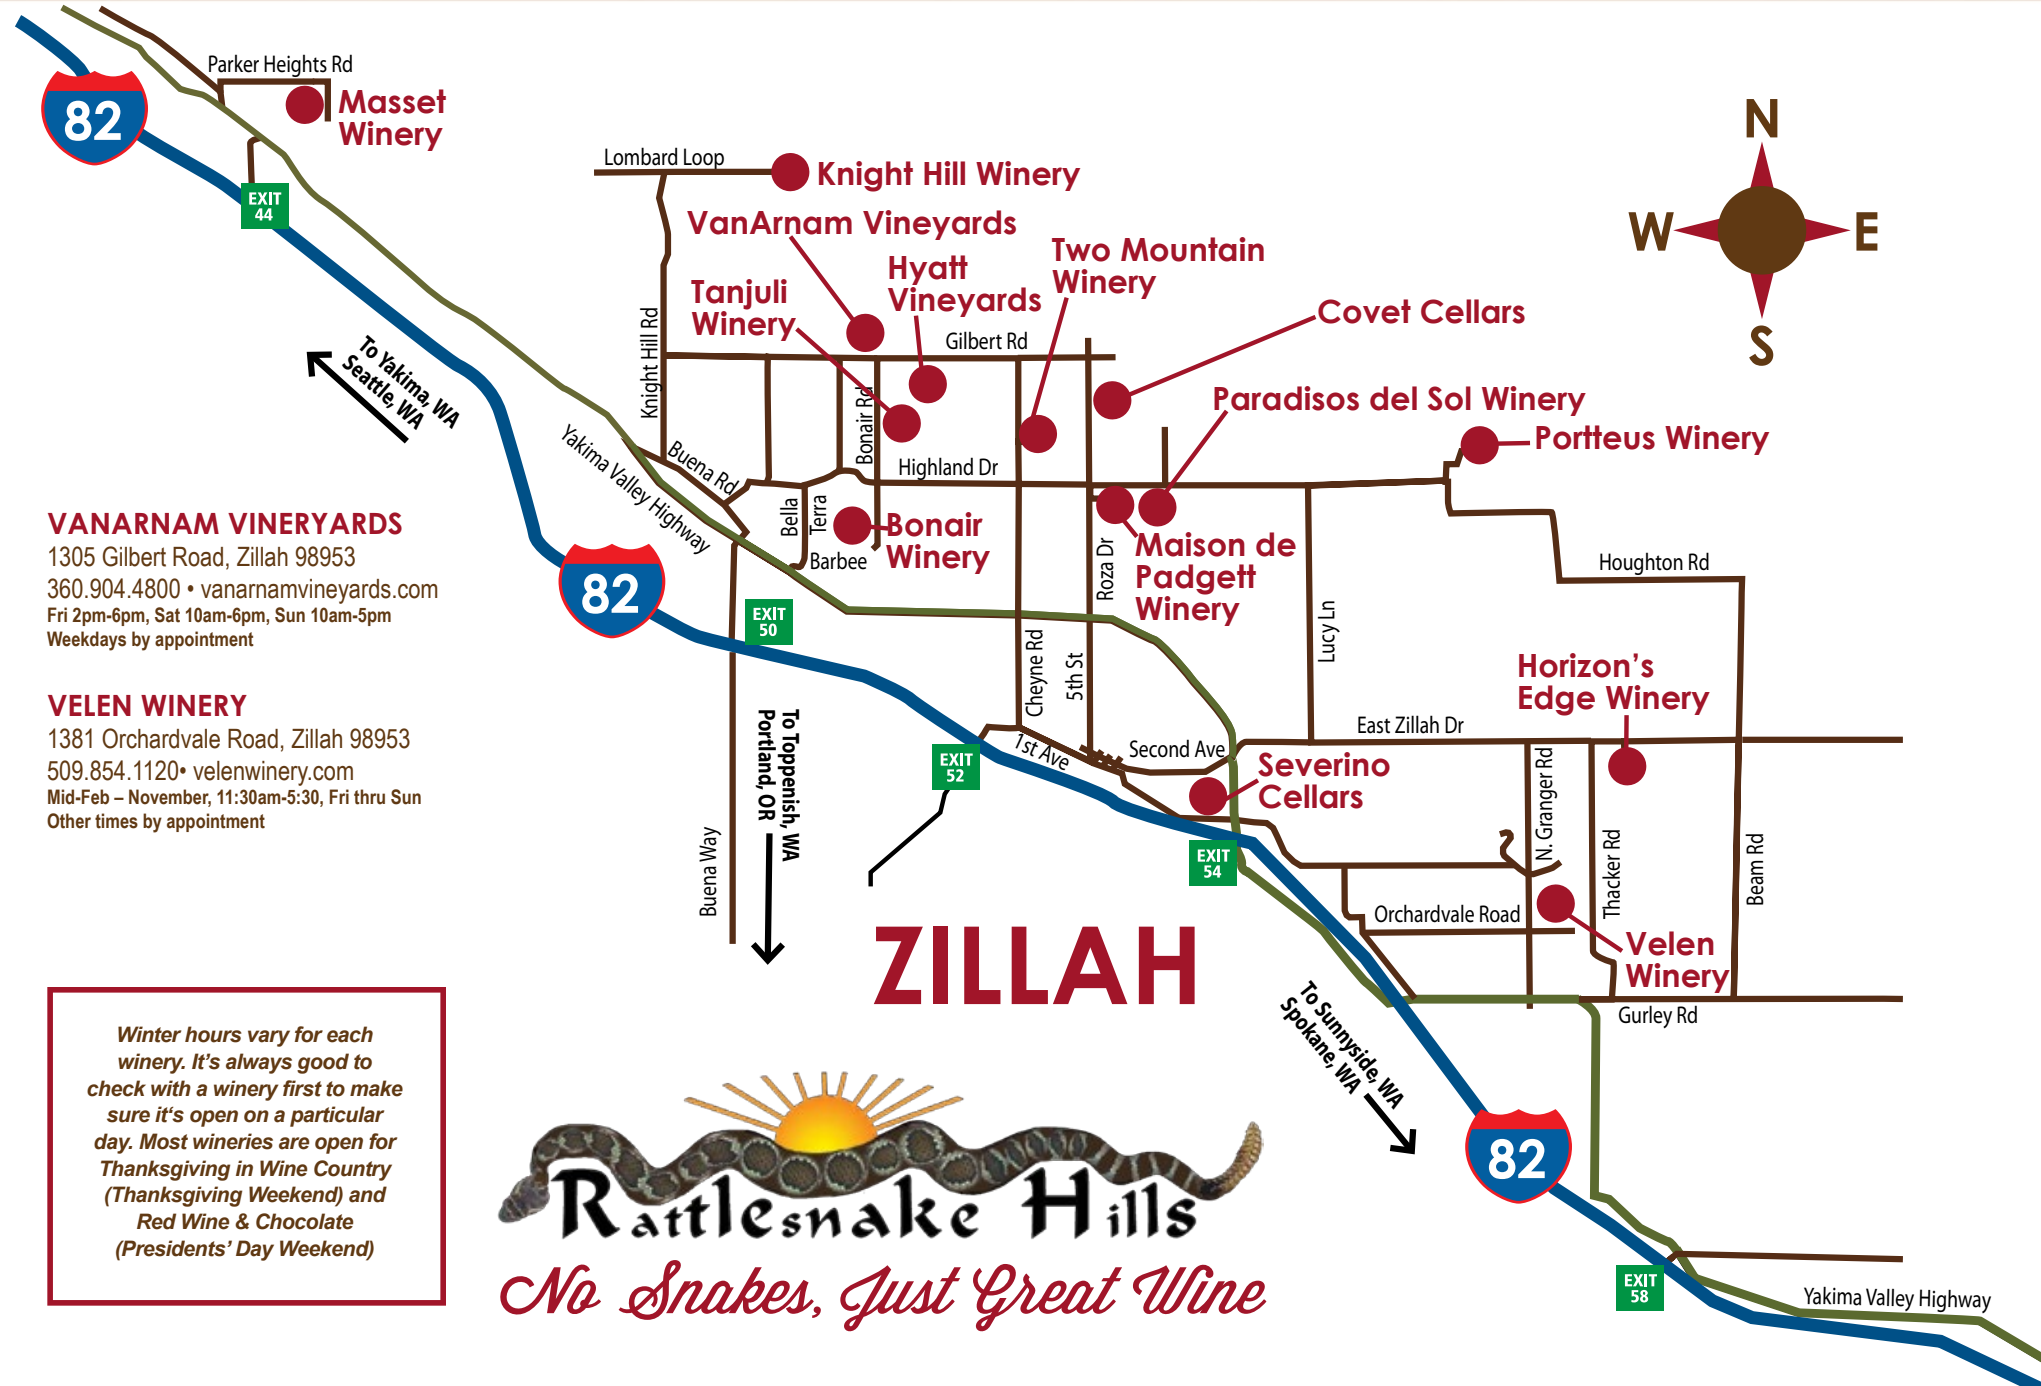 Parker Heights Rd
82
Masset
Winery
EXIT
44
Lombard Loop
Knight Hill Winery
VanArnam Vineyards
Hyatt
Vineyards
Two Mountain
Winery
Tanjuli
Winery
Covet Cellars
N
W
E
S
Knight Hill Rd
Gilbert Rd
To Yakima, WA
Seattle, WA
Bonair Rd
Paradisos del Sol Winery
Portteus Winery
Yakima Valley Highway
Buena Rd
Highland Dr
Bella
Terra
Bonair
Winery
Barbee
Roza Dr
Maison de
Padgett
Winery
Houghton Rd
VANARNAM VINERYARDS
1305 Gilbert Road, Zillah 98953
360.904.4800 • vanarnamvineyards.com
Fri 2pm-6pm, Sat 10am-6pm, Sun 10am-5pm
Weekdays by appointment
82
EXIT
50
Lucy Ln
Cheyne Rd
5th St
Horizon's
Edge Winery
VELEN WINERY
1381 Orchardvale Road, Zillah 98953
509.854.1120• velenwinery.com
Mid-Feb – November, 11:30am-5:30, Fri thru Sun
Other times by appointment
To Toppenish, WA
Portland, OR
EXIT
52
1st Ave
Second Ave
East Zillah Dr
Severino
Cellars
N. Granger Rd
Thacker Rd
Beam Rd
Buena Way
EXIT
54
Orchardvale Road
Velen
Winery
ZILLAH
To Sunnyside, WA
Spokane, WA
Gurley Rd
Winter hours vary for each
winery. It's always good to
check with a winery first to make
sure it's open on a particular
day. Most wineries are open for
Thanksgiving in Wine Country
(Thanksgiving Weekend) and
Red Wine & Chocolate
(Presidents' Day Weekend)
Rattlesnake Hills
No Snakes, Just Great Wine
82
EXIT
58
Yakima Valley Highway